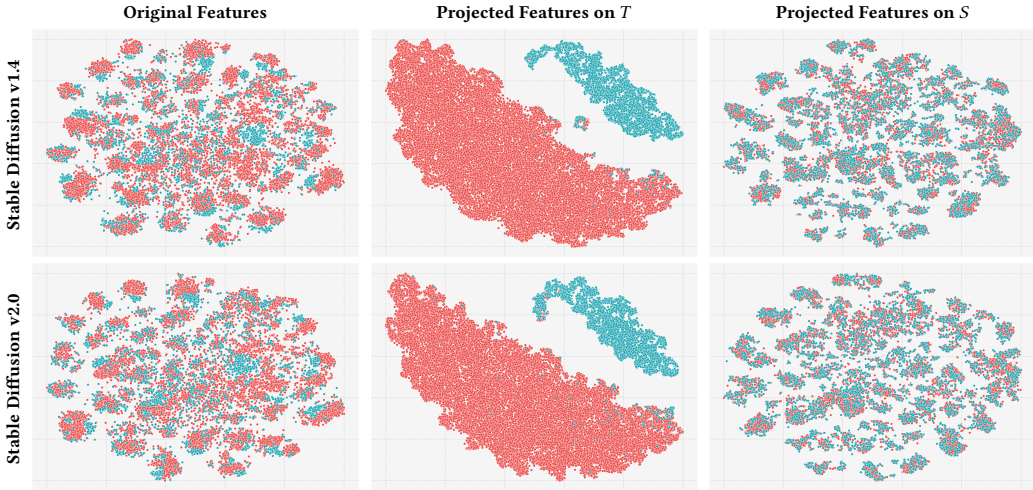 Original Features
Projected Features on T
Projected Features on S
Stable Diffusion v1.4
Stable Diffusion v2.0